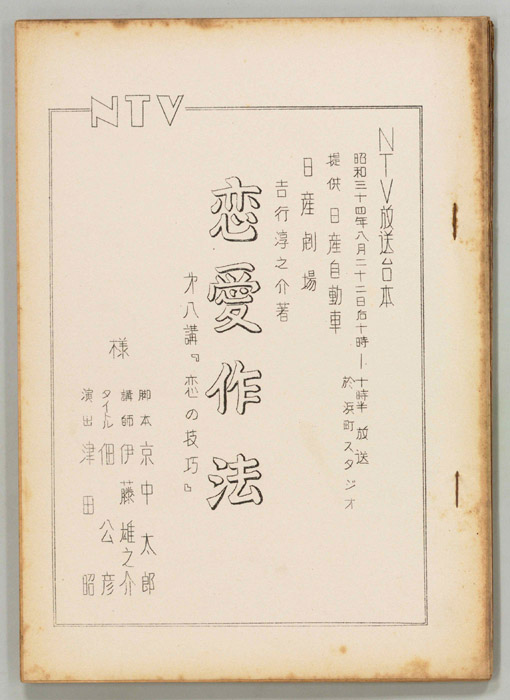 NTV
NTV放送台本
昭和三十四年八月二十二日后十時―十時半 放送
於 浜町スタジオ
提供 日産自動車
日産劇場
吉行淳之介著
恋愛作法
第八講『恋の技巧』
様
脚本 京中太郎
講師 伊藤雄之介
タイトル 佃公彦
演出 津田昭